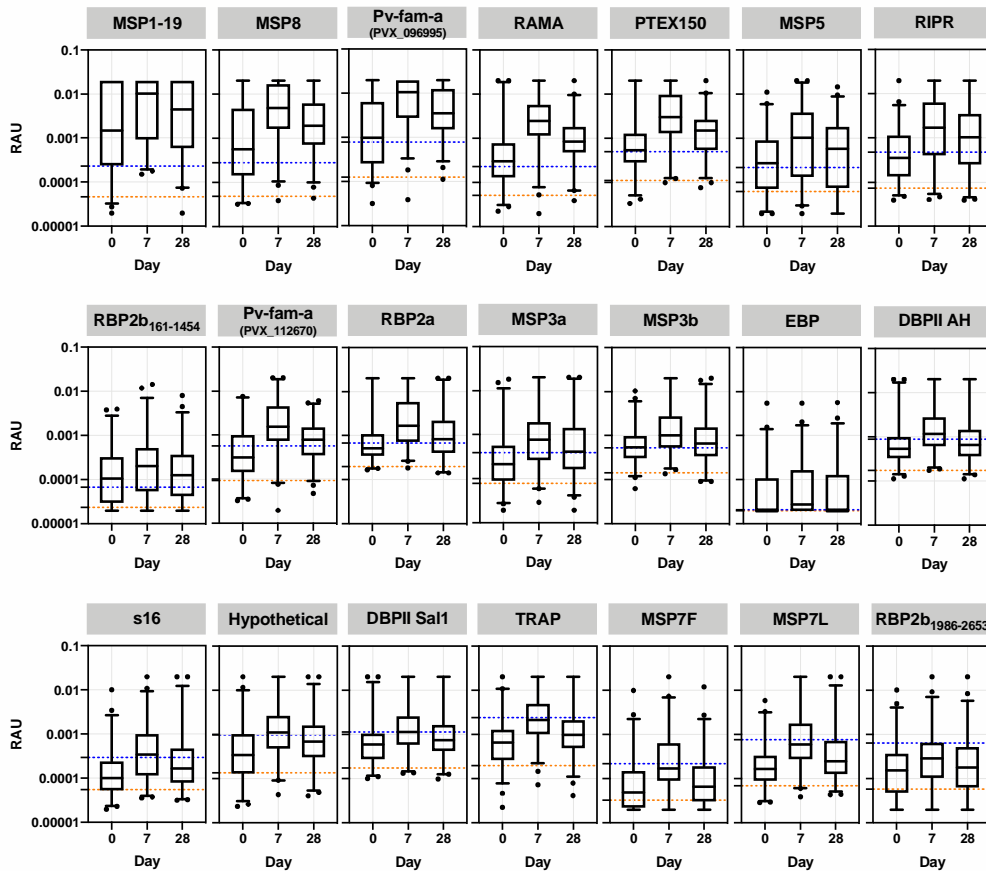 MSP1-19 MSP8 Pv-fam-a (PVX_096995) RAMA PTEX150 MSP5 RIPR
0.1
0.01
0.001
0.0001
0.00001
RAU
0 7 28 0 7 28 0 7 28 0 7 28 0 7 28 0 7 28 0 7 28
Day Day Day Day Day Day Day
RBP2b161-1454 Pv-fam-a (PVX_112670) RBP2a MSP3a MSP3b EBP DBPII AH
0.1
0.01
0.001
0.0001
0.00001
RAU
0 7 28 0 7 28 0 7 28 0 7 28 0 7 28 0 7 28 0 7 28
Day Day Day Day Day Day Day
s16 Hypothetical DBPII Sal1 TRAP MSP7F MSP7L RBP2b1986-2653
0.1
0.01
0.001
0.0001
0.00001
RAU
0 7 28 0 7 28 0 7 28 0 7 28 0 7 28 0 7 28 0 7 28
Day Day Day Day Day Day Day